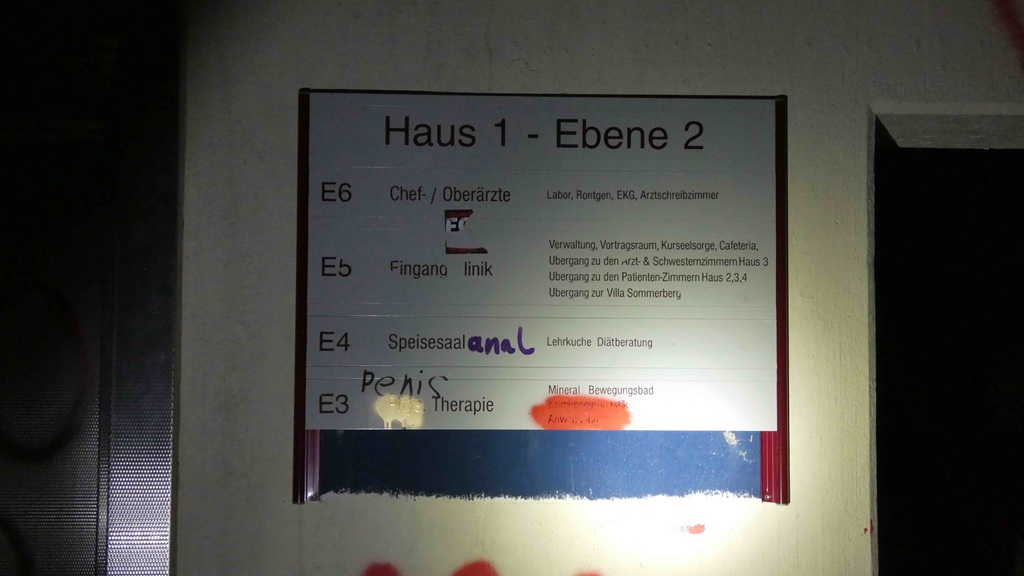 Haus 1 - Ebene 2
E6 Chef- / Oberärzte Labor, Rontgen, EKG, Arztschreibzimmer
EG
E5 Eingang linik
Verwaltung, Vortragsraum, Kurseelsorge, Cafeteria,
Ubergang zu den Arzt- & Schwesternzimmern Haus 3
Ubergang zu den Patienten-Zimmern Haus 2,3,4
Ubergang zur Villa Sommerberg
E4 Speisesaal anal Lehrkuche Diätberatung
Penis
E3 Therapie
Mineral Bewegungsbad